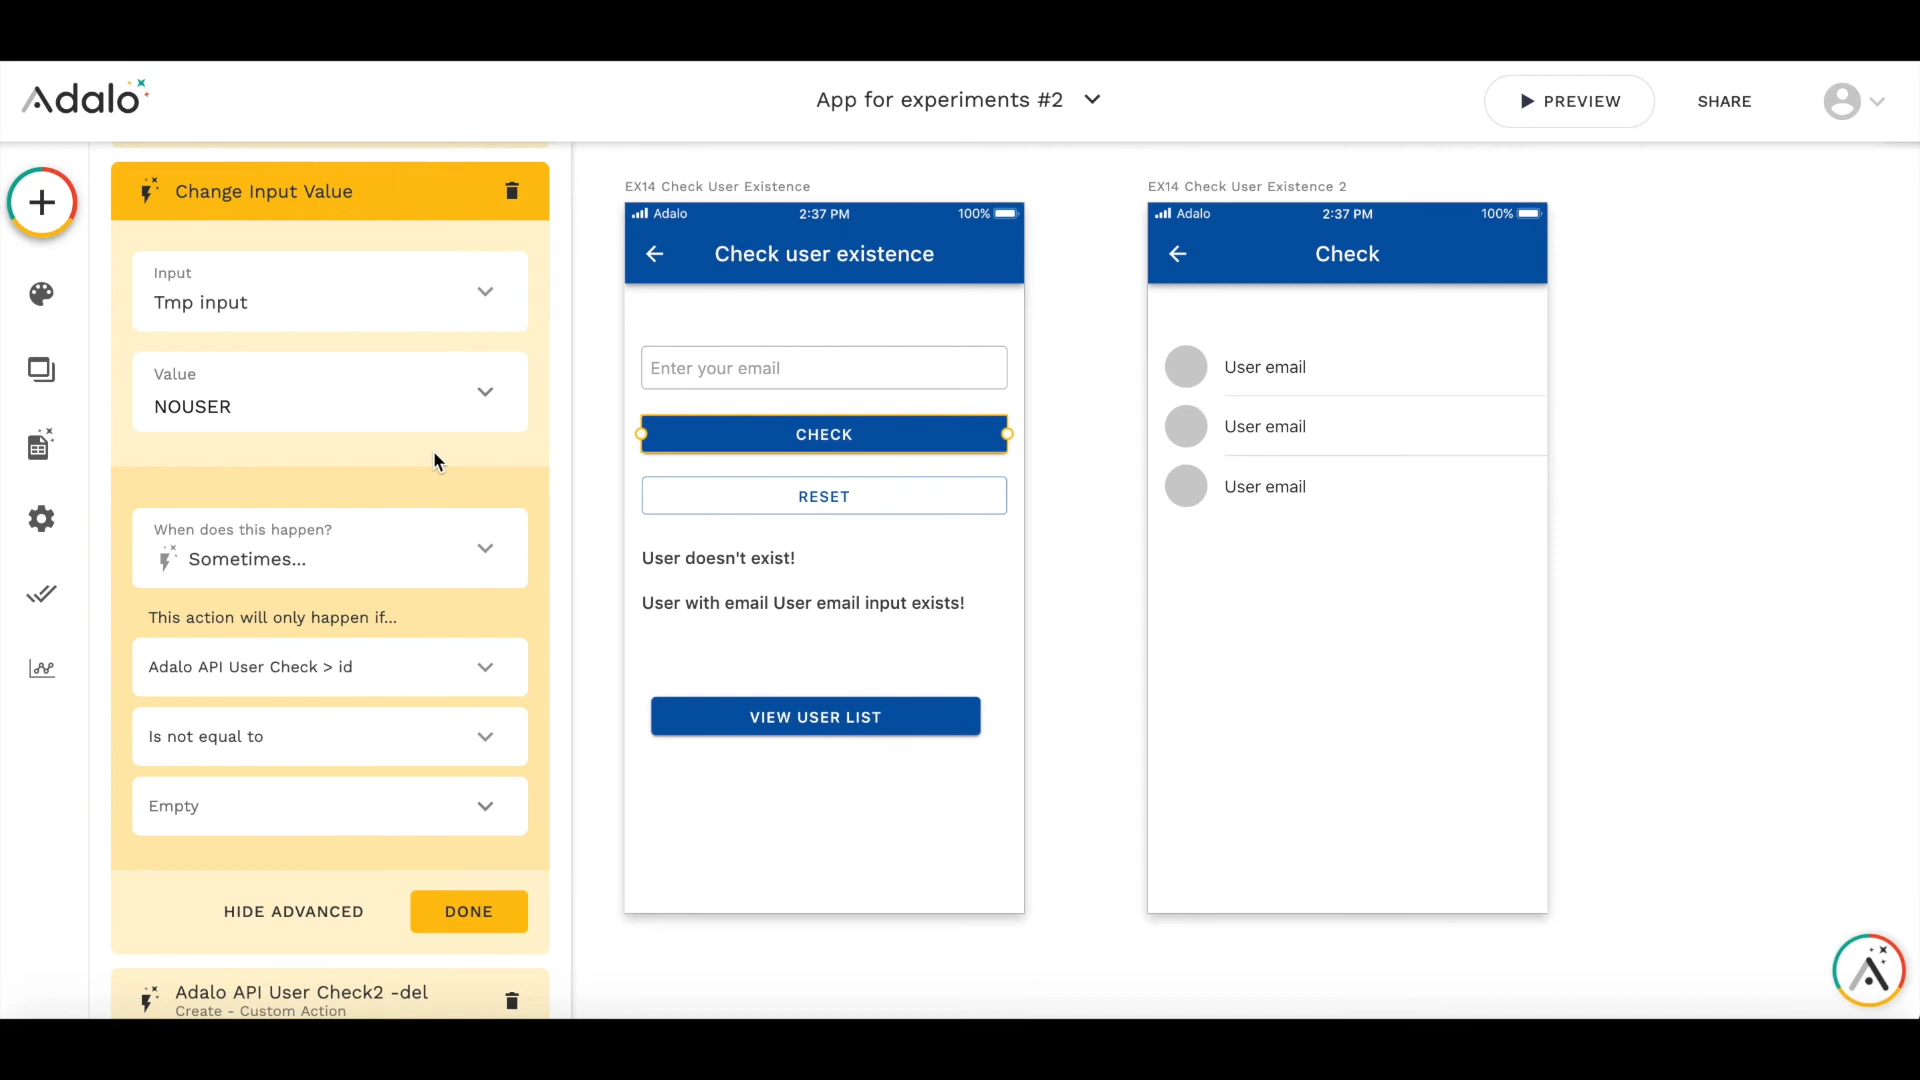 Adalo
App for experiments #2
PREVIEW
SHARE
Change Input Value
Input
Tmp input
Value
NOUSER
When does this happen?
Sometimes...
This action will only happen if...
Adalo API User Check > id
Is not equal to
Empty
HIDE ADVANCED
DONE
Adalo API User Check2 -del
Create - Custom Action
EX14 Check User Existence
Adalo
2:37 PM
100%
Check user existence
Enter your email
CHECK
RESET
User doesn't exist!
User with email User email input exists!
VIEW USER LIST
EX14 Check User Existence 2
Adalo
2:37 PM
100%
Check
User email
User email
User email